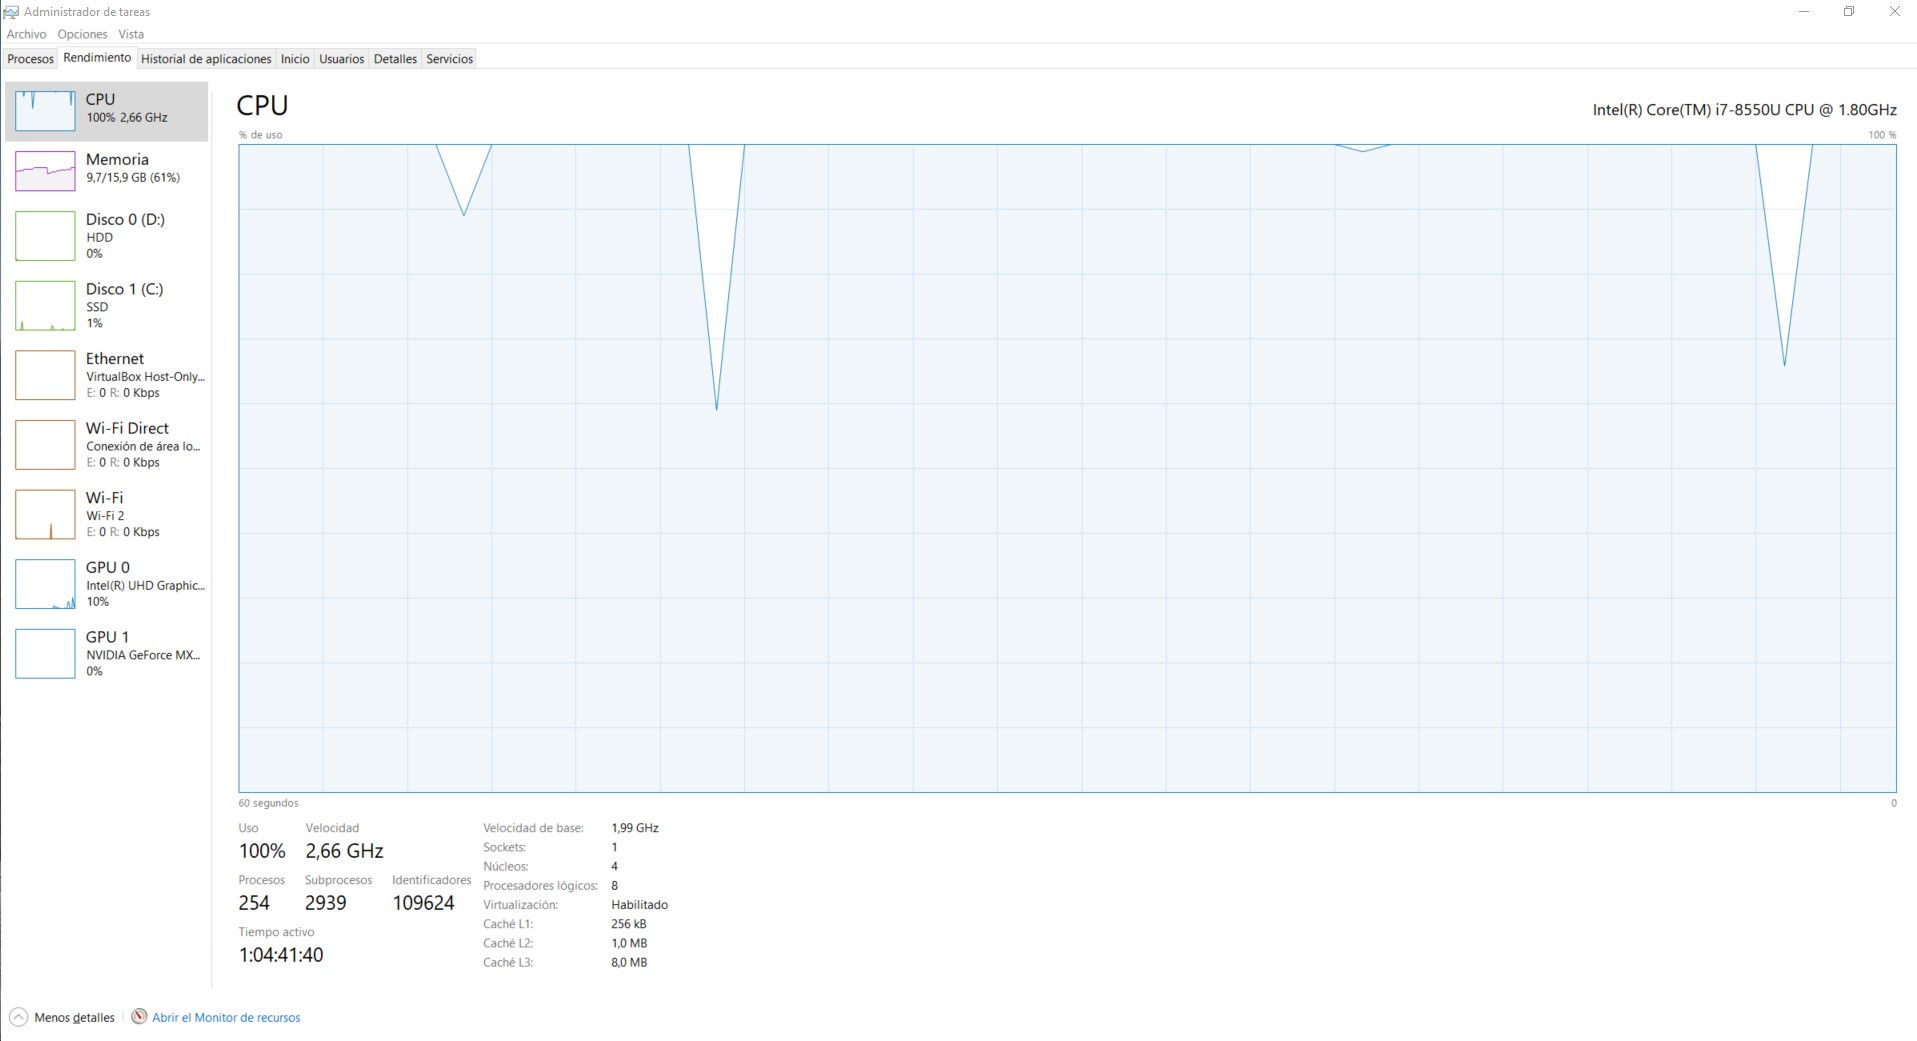 Administrador de tareas
Archivo Opciones Vista
Procesos Rendimiento Historial de aplicaciones Inicio Usuarios Detalles Servicios
CPU
100% 2,66 GHz
Memoria
9,7/15,9 GB (61%)
Disco 0 (D:)
HDD
0%
Disco 1 (C:)
SSD
1%
Ethernet
VirtualBox Host-Only...
E: 0 R: 0 Kbps
Wi-Fi Direct
Conexión de área lo...
E: 0 R: 0 Kbps
Wi-Fi
Wi-Fi 2
E: 0 R: 0 Kbps
GPU 0
Intel(R) UHD Graphic...
10%
GPU 1
NVIDIA GeForce MX...
0%
CPU
Intel(R) Core(TM) i7-8550U CPU @ 1.80GHz
% de uso 100 %
60 segundos 0
Uso Velocidad
100% 2,66 GHz
Procesos Subprocesos Identificadores
254 2939 109624
Tiempo activo
1:04:41:40
Velocidad de base: 1,99 GHz
Sockets: 1
Núcleos: 4
Procesadores lógicos: 8
Virtualización: Habilitado
Caché L1: 256 kB
Caché L2: 1,0 MB
Caché L3: 8,0 MB
Menos detalles Abrir el Monitor de recursos